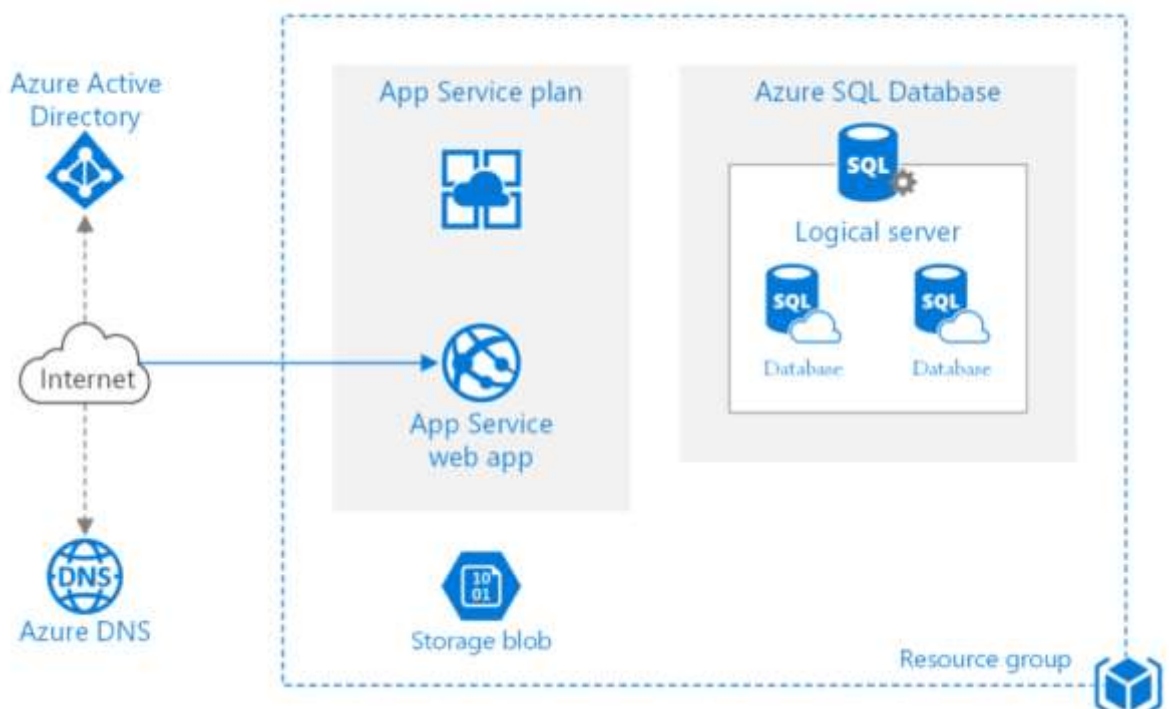 Azure Active
Directory
Internet
DNS
Azure DNS
App Service plan
App Service
web app
10
01
Storage blob
Azure SQL Database
SQL
Logical server
SQL
SQL
Database
Database
Resource group